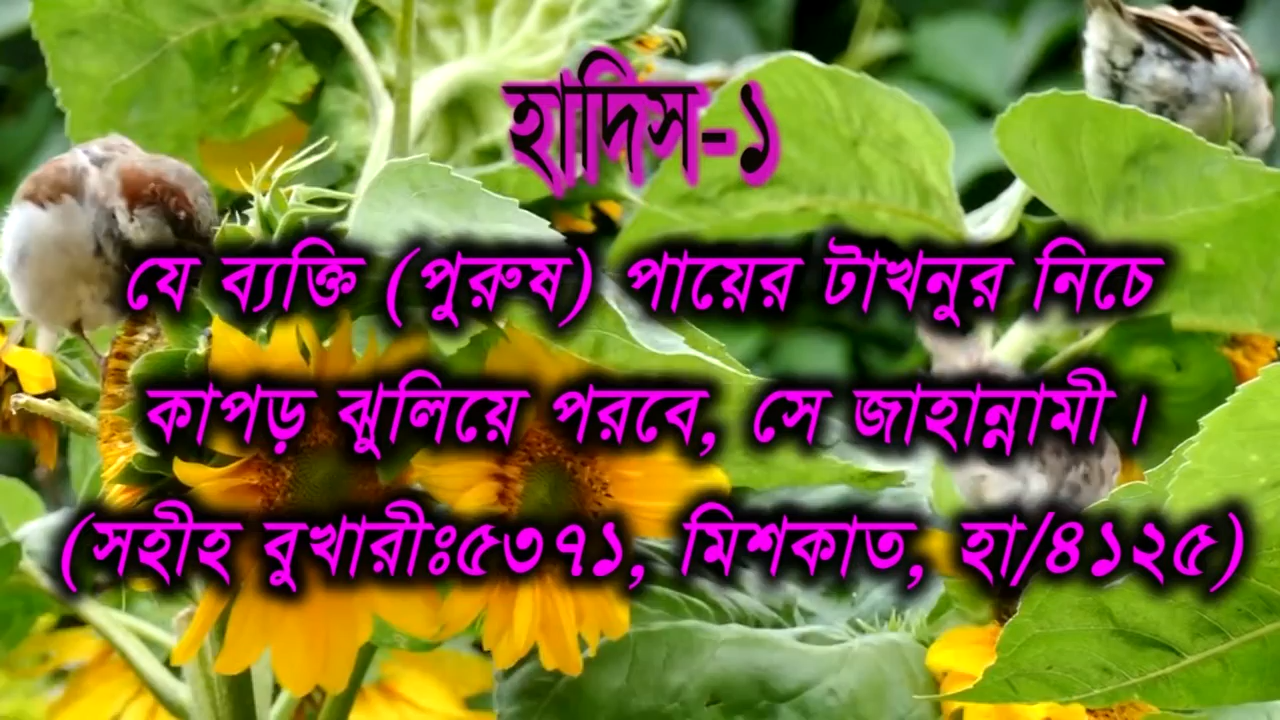 হাদিস-১
যে ব্যক্তি (পুরুষ) পায়ের টাখনুর নিচে
কাপড় ঝুলিয়ে পরবে, সে জাহান্নামী।
(সহীহ বুখারীঃ৫৩৭১, মিশকাত, হা/৪১২৫)